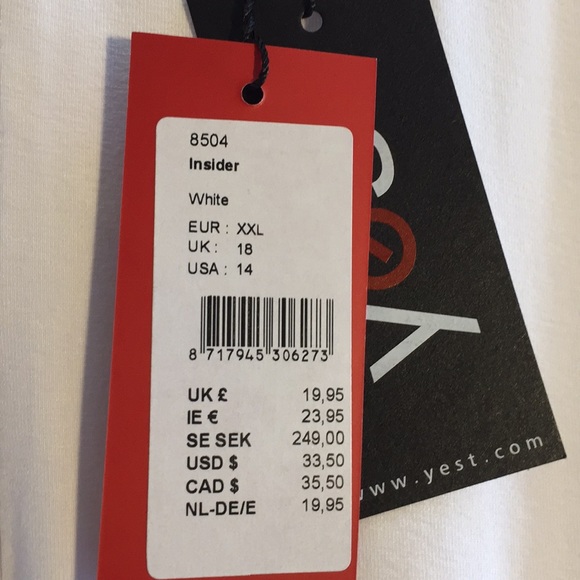 8504
Insider
White
EUR : XXL
UK : 18
USA : 14
8 717945 306273
UK £ 19,95
IE € 23,95
SE SEK 249,00
USD $ 33,50
CAD $ 35,50
NL-DE/E 19,95
www.yest.com